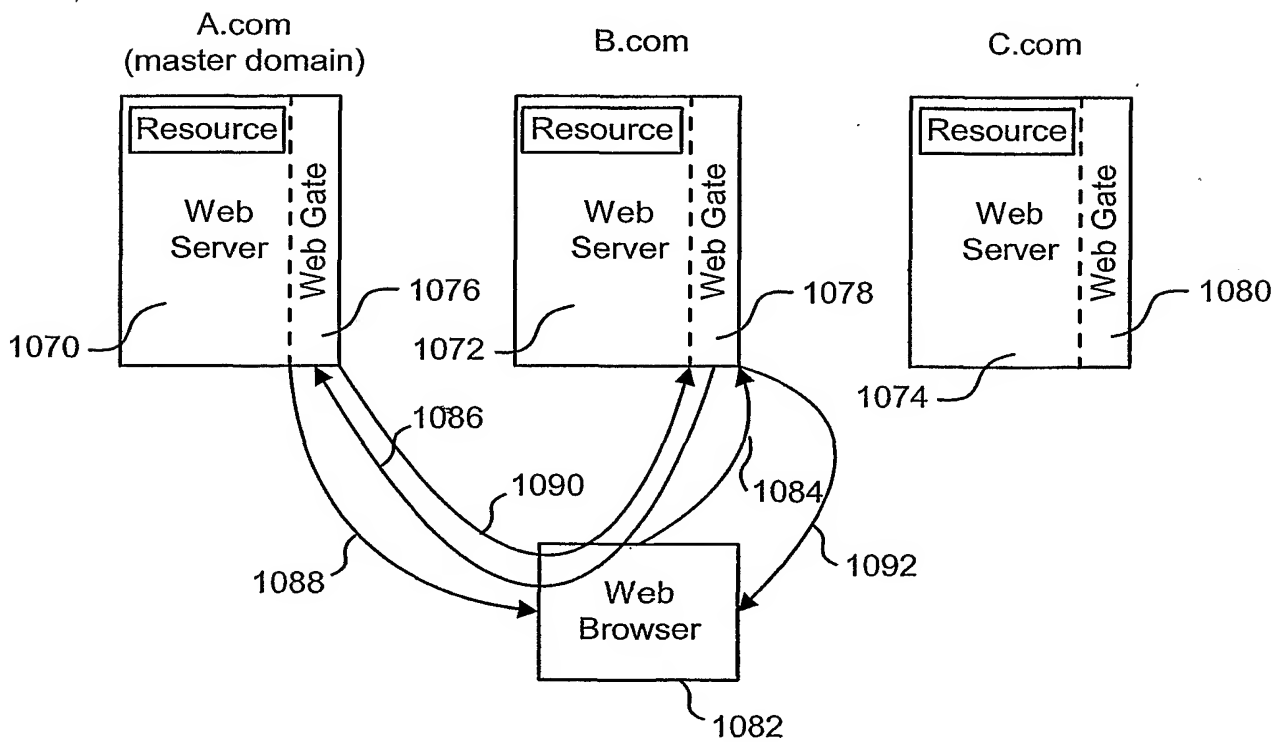 A.com
(master domain)
B.com
C.com
Resource
Web
Server
Web Gate
Resource
Web
Server
Web Gate
Resource
Web
Server
Web Gate
1070
1076
1072
1078
1074
1080
1086
1090
1084
1088
1092
Web
Browser
1082